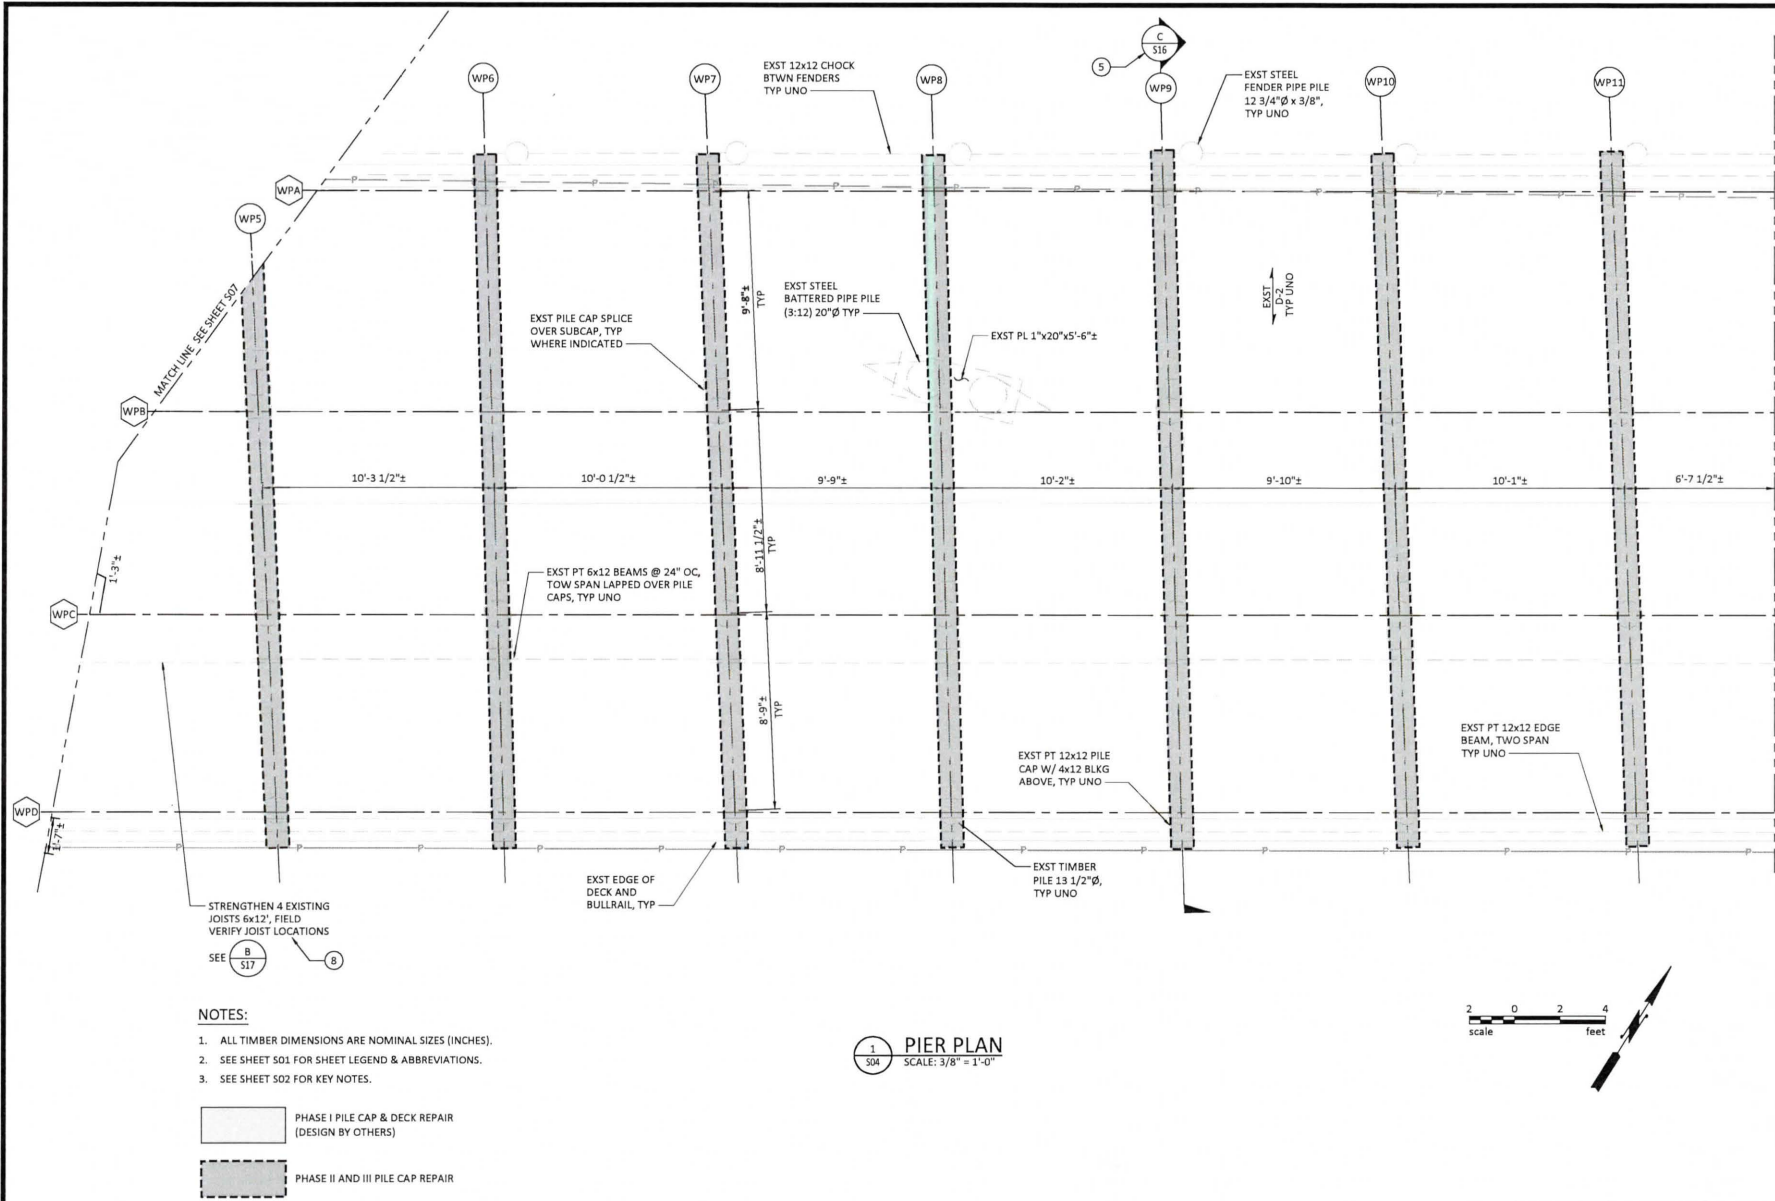 C
S16
5
WP6
WP7
WP8
WP9
WP10
WP11
EXST 12x12 CHOCK
BTWN FENDERS
TYP UNO
EXST STEEL
FENDER PIPE PILE
12 3/4"Ø x 3/8",
TYP UNO
WPA
P
P
P
P
P
P
P
P
P
P
P
P
WP5
MATCH LINE SEE SHEET S07
9'-8"±
TYP
EXST STEEL
BATTERED PIPE PILE
(3:12) 20"Ø TYP
EXST
D-2
TYP UNO
EXST PILE CAP SPLICE
OVER SUBCAP, TYP
WHERE INDICATED
EXST PL 1"x20"x5'-6"±
WPB
10'-3 1/2"±
10'-0 1/2"±
9'-9"±
10'-2"±
9'-10"±
10'-1"±
6'-7 1/2"±
8'-11 1/2"±
TYP
1'-3"±
EXST PT 6x12 BEAMS @ 24" OC,
TOW SPAN LAPPED OVER PILE
CAPS, TYP UNO
WPC
8'-9"±
TYP
EXST PT 12x12 EDGE
BEAM, TWO SPAN
TYP UNO
EXST PT 12x12 PILE
CAP W/ 4x12 BLKG
ABOVE, TYP UNO
WPD
1'-7"±
P
P
P
P
P
P
P
P
P
P
P
P
P
P
EXST EDGE OF
DECK AND
BULLRAIL, TYP
EXST TIMBER
PILE 13 1/2"Ø,
TYP UNO
STRENGTHEN 4 EXISTING
JOISTS 6x12', FIELD
VERIFY JOIST LOCATIONS
SEE B
S17
8
NOTES:
1. ALL TIMBER DIMENSIONS ARE NOMINAL SIZES (INCHES).
2. SEE SHEET S01 FOR SHEET LEGEND & ABBREVIATIONS.
3. SEE SHEET S02 FOR KEY NOTES.
1
S04
PIER PLAN
SCALE: 3/8" = 1'-0"
2 0 2 4
scale feet
PHASE I PILE CAP & DECK REPAIR
(DESIGN BY OTHERS)
PHASE II AND III PILE CAP REPAIR